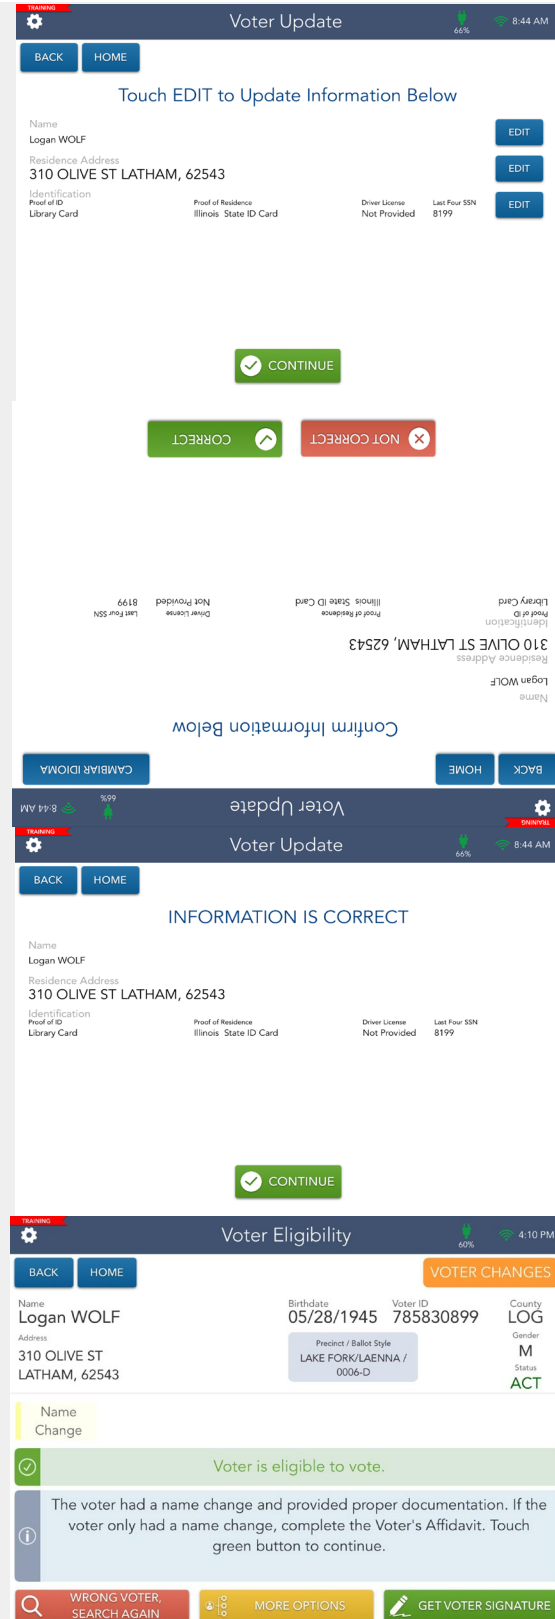 TRAINING
Voter Update
66%
8:44 AM
BACK
HOME
Touch EDIT to Update Information Below
Name
Logan WOLF
EDIT
Residence Address
310 OLIVE ST LATHAM, 62543
EDIT
Identification
Proof of ID Proof of Residence Driver License Last Four SSN
Library Card Illinois State ID Card Not Provided 8199
EDIT
CONTINUE
TRAINING
Voter Update
66%
8:44 AM
BACK
HOME
CAMBIAR IDIOMA
Confirm Information Below
Name
Logan WOLF
Residence Address
310 OLIVE ST LATHAM, 62543
Identification
Proof of ID Proof of Residence Driver License Last Four SSN
Library Card Illinois State ID Card Not Provided 8199
NOT CORRECT
CORRECT
TRAINING
Voter Update
66%
8:44 AM
BACK
HOME
INFORMATION IS CORRECT
Name
Logan WOLF
Residence Address
310 OLIVE ST LATHAM, 62543
Identification
Proof of ID Proof of Residence Driver License Last Four SSN
Library Card Illinois State ID Card Not Provided 8199
CONTINUE
TRAINING
Voter Eligibility
60%
4:10 PM
BACK
HOME
VOTER CHANGES
Name Birthdate Voter ID County
Logan WOLF 05/28/1945 785830899 LOG
Address
310 OLIVE ST
LATHAM, 62543
Precinct / Ballot Style
LAKE FORK/LAENNA /
0006-D
Gender
M
Status
ACT
Name
Change
Voter is eligible to vote.
The voter had a name change and provided proper documentation. If the
voter only had a name change, complete the Voter's Affidavit. Touch
green button to continue.
WRONG VOTER,
SEARCH AGAIN
MORE OPTIONS
GET VOTER SIGNATURE